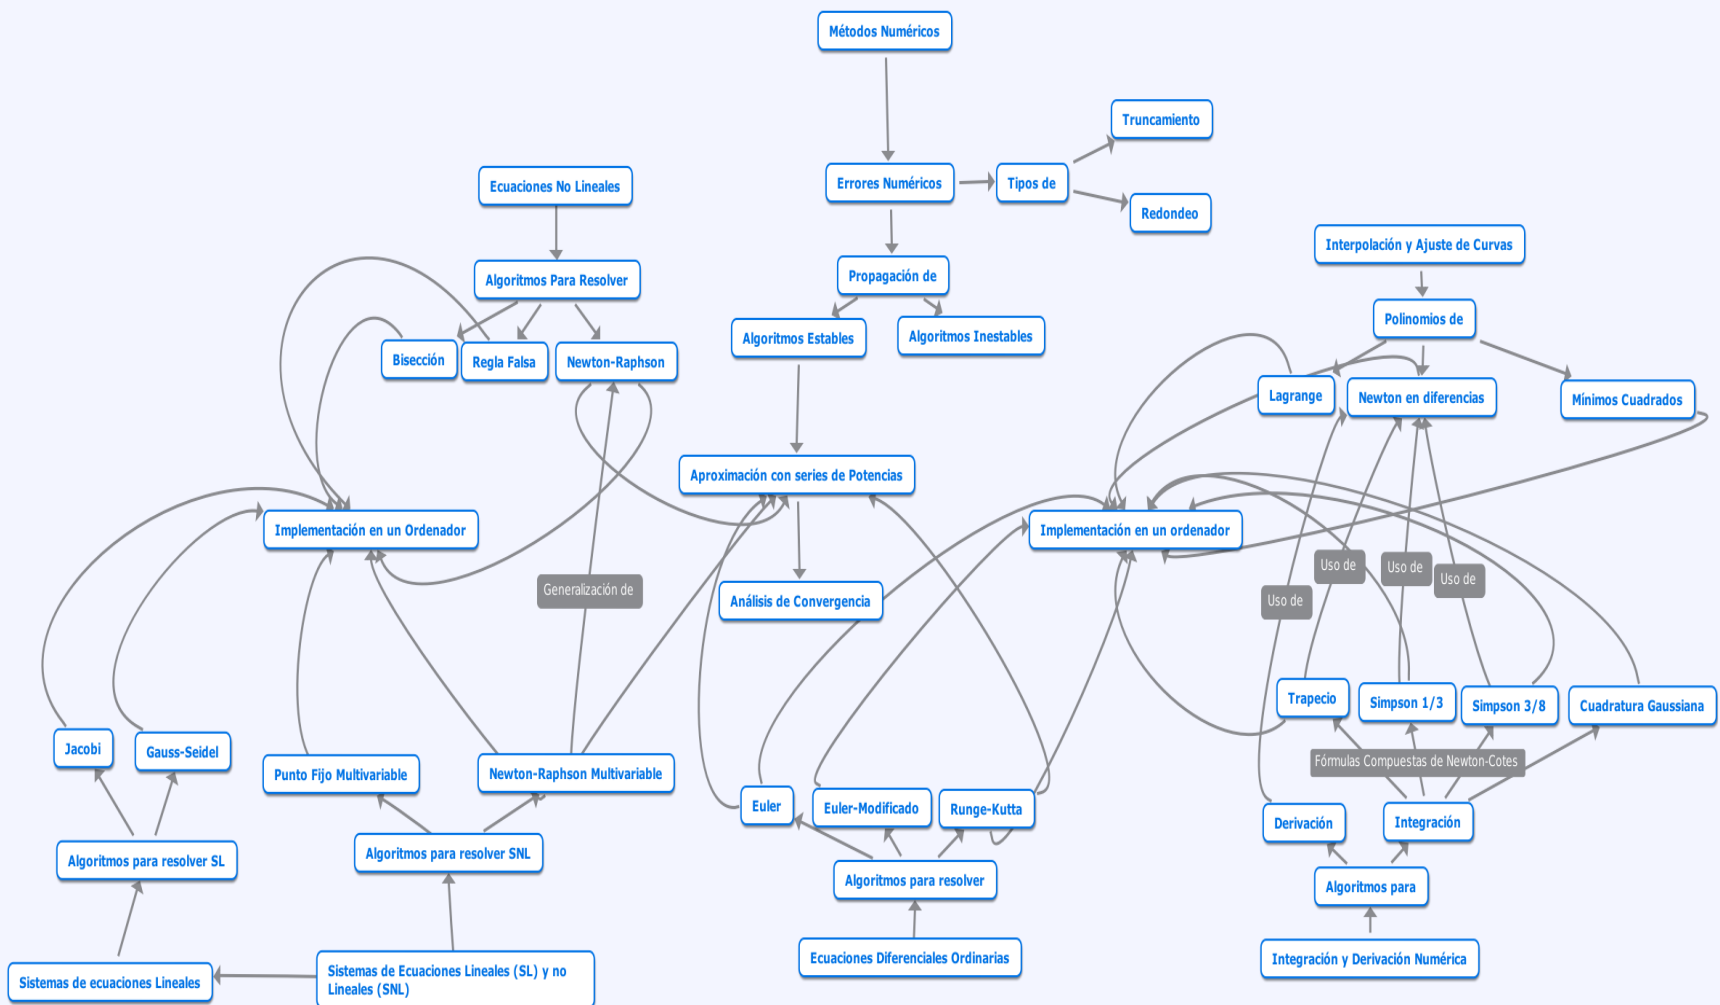 Métodos Numéricos
Truncamiento
Errores Numéricos
Tipos de
Redondeo
Ecuaciones No Lineales
Interpolación y Ajuste de Curvas
Algoritmos Para Resolver
Propagación de
Polinomios de
Algoritmos Estables
Algoritmos Inestables
Bisección
Regla Falsa
Newton-Raphson
Lagrange
Newton en diferencias
Mínimos Cuadrados
Aproximación con series de Potencias
Implementación en un Ordenador
Implementación en un ordenador
Generalización de
Análisis de Convergencia
Uso de
Uso de
Uso de
Uso de
Trapecio
Simpson 1/3
Simpson 3/8
Cuadratura Gaussiana
Jacobi
Gauss-Seidel
Punto Fijo Multivariable
Newton-Raphson Multivariable
Fórmulas Compuestas de Newton-Cotes
Euler
Euler-Modificado
Runge-Kutta
Derivación
Integración
Algoritmos para resolver SL
Algoritmos para resolver SNL
Algoritmos para resolver
Algoritmos para
Ecuaciones Diferenciales Ordinarias
Integración y Derivación Numérica
Sistemas de ecuaciones Lineales
Sistemas de Ecuaciones Lineales (SL) y no
Lineales (SNL)